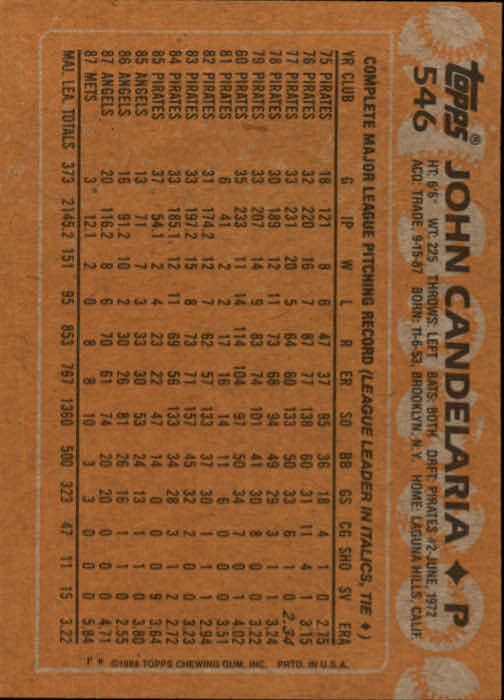 topps® JOHN CANDELARIA ♦ P
546 HT: 6'6" WT: 225 THROWS: LEFT BATS: BOTH DRFT: PIRATES #2-JUNE, 1972
ACQ: TRADE, 9-15-87 BORN: 11-6-53, BROOKLYN, N.Y. HOME: LAGUNA HILLS, CALIF.
COMPLETE MAJOR LEAGUE PITCHING RECORD (LEAGUE LEADER IN ITALICS, TIE ♦)
YR CLUB G IP W L R ER SO BB GS CG SHO SV ERA
75 PIRATES 18 121 8 6 47 37 95 36 18 4 1 0 2.75
76 PIRATES 32 220 16 7 87 77 138 60 31 11 4 1 3.15
77 PIRATES 33 231 20 5 64 60 133 50 33 6 1 0 2.34
78 PIRATES 30 189 12 11 73 68 94 49 29 3 1 1 3.24
79 PIRATES 33 207 14 9 83 74 101 41 30 8 0 0 3.22
80 PIRATES 35 233 11 14 114 104 97 50 34 7 0 1 4.02
81 PIRATES 6 41 2 2 17 16 14 11 6 0 0 0 3.51
82 PIRATES 31 174.2 12 7 62 57 133 37 30 1 1 1 2.94
83 PIRATES 33 197.2 15 8 73 71 157 45 32 2 0 0 3.23
84 PIRATES 33 185.1 12 11 69 56 133 34 28 3 1 2 2.72
85 PIRATES 37 54.1 2 4 23 22 47 14 0 0 0 9 3.64
85 ANGELS 13 71 7 3 33 30 53 24 13 1 1 0 3.80
86 ANGELS 16 91.2 10 2 30 26 81 26 16 1 1 0 2.55
87 ANGELS 20 116.2 8 6 70 61 74 20 20 0 0 0 4.71
87 METS 3 12.1 2 0 8 8 10 3 3 0 0 0 5.84
MAJ. LEA. TOTALS 373 2145.2 151 95 853 767 1360 500 323 47 11 15 3.22
F * ©1988 TOPPS CHEWING GUM, INC. PRTD. IN U.S.A.